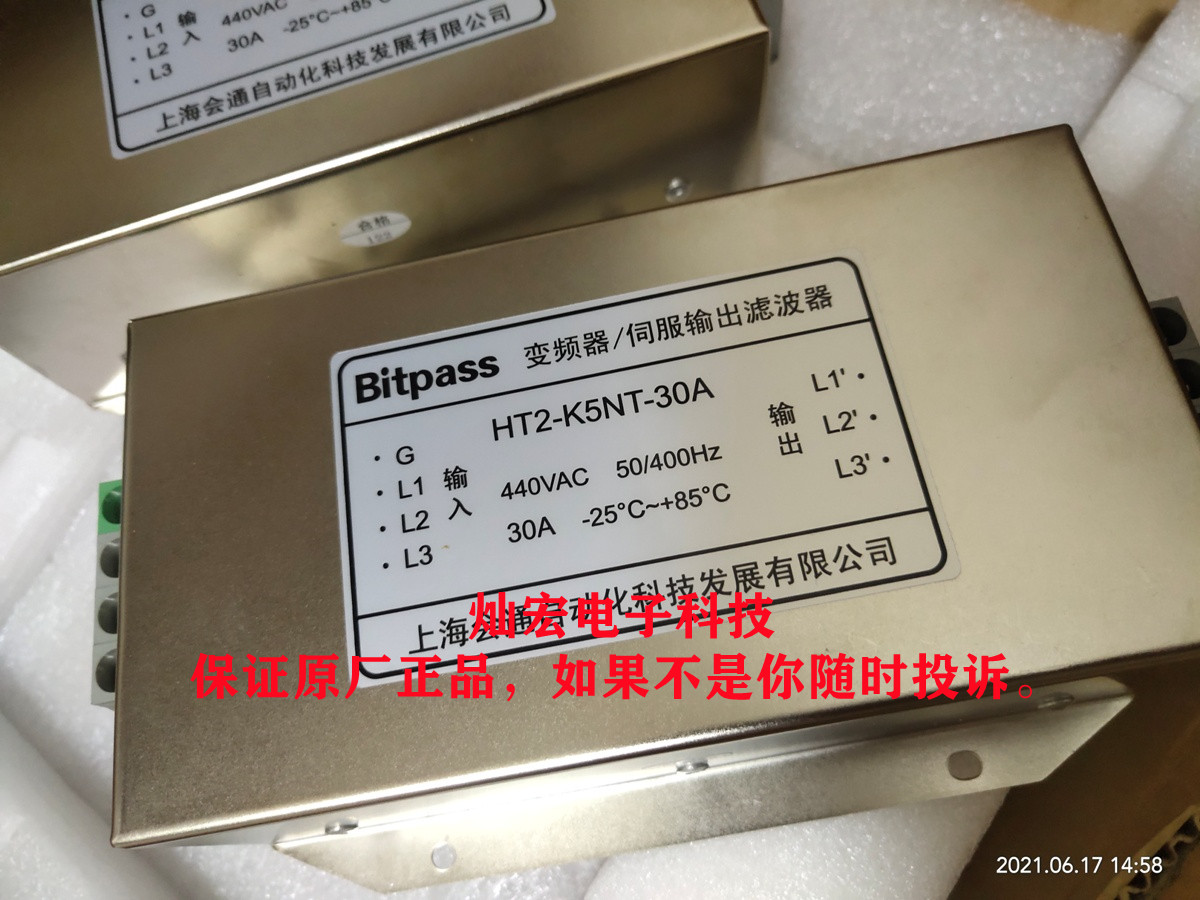 · G
· L1
· L2
· L3
输入
440VAC
30A -25°C~+85°C
上海会通自动化科技发展有限公司
合格
122
Bitpass 变频器/伺服输出滤波器
HT2-K5NT-30A
· G
· L1
· L2
· L3
输入
440VAC 50/400Hz
30A -25°C~+85°C
输出
L1' ·
L2' ·
L3' ·
上海会通自动化科技发展有限公司
灿宏电子科技
保证原厂正品，如果不是你随时投诉。
2021.06.17 14:58